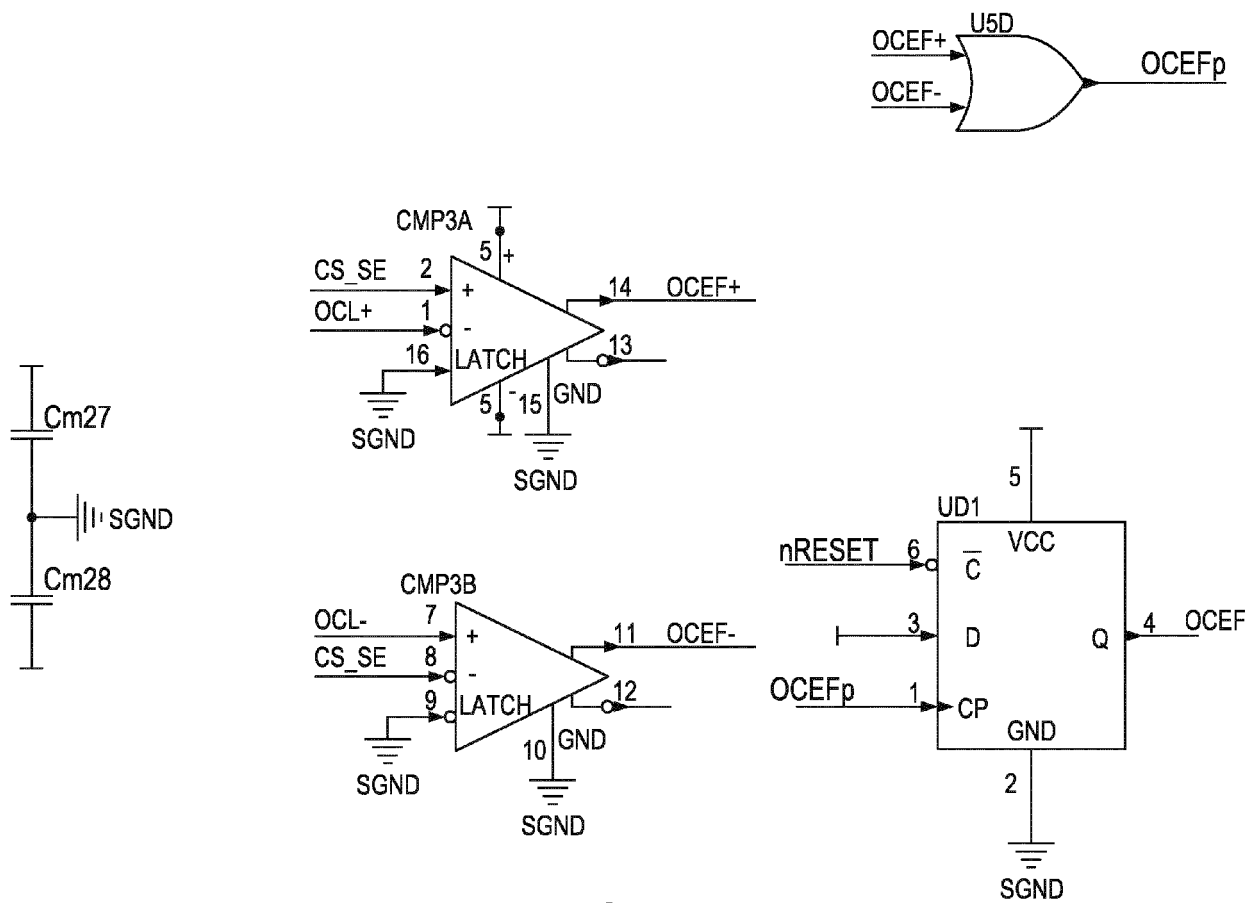 U5D
OCEF+
OCEFp
OCEF-
CMP3A
5
+
CS_SE
2
+
14
OCEF+
OCL+
1
-
13
16
LATCH
SGND
5
-
15
GND
SGND
Cm27
SGND
Cm28
5
UD1
VCC
nRESET
6
C
3
D
Q
4
OCEF
OCEFp
1
CP
GND
2
SGND
CMP3B
OCL-
7
+
11
OCEF-
CS_SE
8
-
12
9
LATCH
SGND
10
GND
SGND